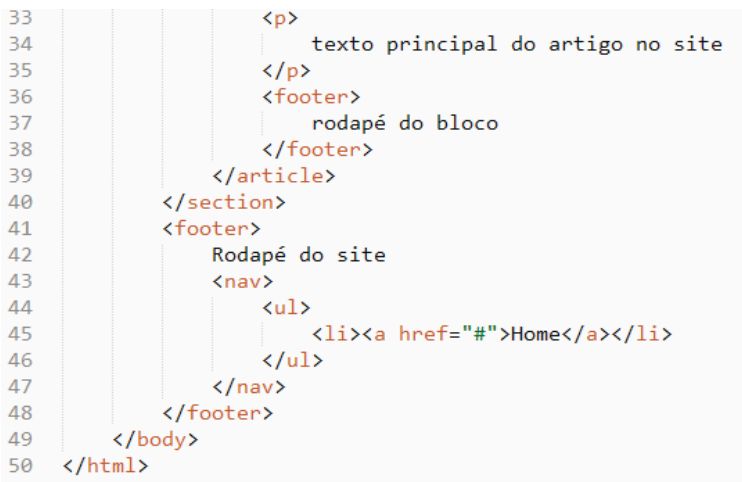 33 <p>
34 texto principal do artigo no site
35 </p>
36 <footer>
37 rodapé do bloco
38 </footer>
39 </article>
40 </section>
41 <footer>
42 Rodapé do site
43 <nav>
44 <ul>
45 <li><a href="#">Home</a></li>
46 </ul>
47 </nav>
48 </footer>
49 </body>
50 </html>